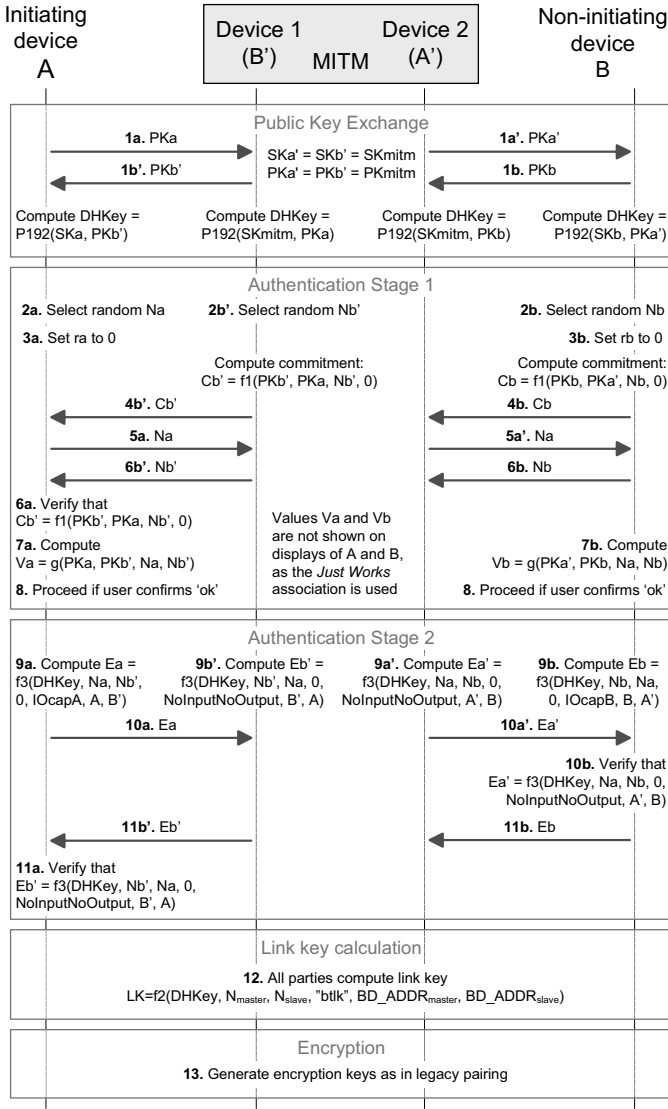 Initiating
device
A
Device 1
(B')
MITM
Device 2
(A')
Non-initiating
device
B
Public Key Exchange
1a. PKa
1b'. PKb'
SKa' = SKb' = SKmitm
PKa' = PKb' = PKmitm
1a'. PKa'
1b. PKb
Compute DHKey =
P192(SKa, PKb')
Compute DHKey =
P192(SKmitm, PKa)
Compute DHKey =
P192(SKmitm, PKb)
Compute DHKey =
P192(SKb, PKa')
Authentication Stage 1
2a. Select random Na
2b'. Select random Nb'
2b. Select random Nb
3a. Set ra to 0
3b. Set rb to 0
Compute commitment:
Cb' = f1(PKb', PKa, Nb', 0)
Compute commitment:
Cb = f1(PKb, PKa', Nb, 0)
4b'. Cb'
4b. Cb
5a. Na
5a'. Na
6b'. Nb'
6b. Nb
6a. Verify that
Cb' = f1(PKb', PKa, Nb', 0)
7a. Compute
Va = g(PKa, PKb', Na, Nb')
8. Proceed if user confirms 'ok'
Values Va and Vb
are not shown on
displays of A and B,
as the Just Works
association is used
7b. Compute
Vb = g(PKa', PKb, Na, Nb)
8. Proceed if user confirms 'ok'
Authentication Stage 2
9a. Compute Ea =
f3(DHKey, Na, Nb',
0, IOcapA, A, B')
9b'. Compute Eb' =
f3(DHKey, Nb', Na, 0,
NoInputNoOutput, B', A)
9a'. Compute Ea' =
f3(DHKey, Na, Nb, 0,
NoInputNoOutput, A', B)
9b. Compute Eb =
f3(DHKey, Nb, Na,
0, IOcapB, B, A')
10a. Ea
10a'. Ea'
10b. Verify that
Ea' = f3(DHKey, Na, Nb, 0,
NoInputNoOutput, A', B)
11b'. Eb'
11b. Eb
11a. Verify that
Eb' = f3(DHKey, Nb', Na, 0,
NoInputNoOutput, B', A)
Link key calculation
12. All parties compute link key
LK=f2(DHKey, Nmaster, Nslave, "btlk", BD_ADDRmaster, BD_ADDRslave)
Encryption
13. Generate encryption keys as in legacy pairing